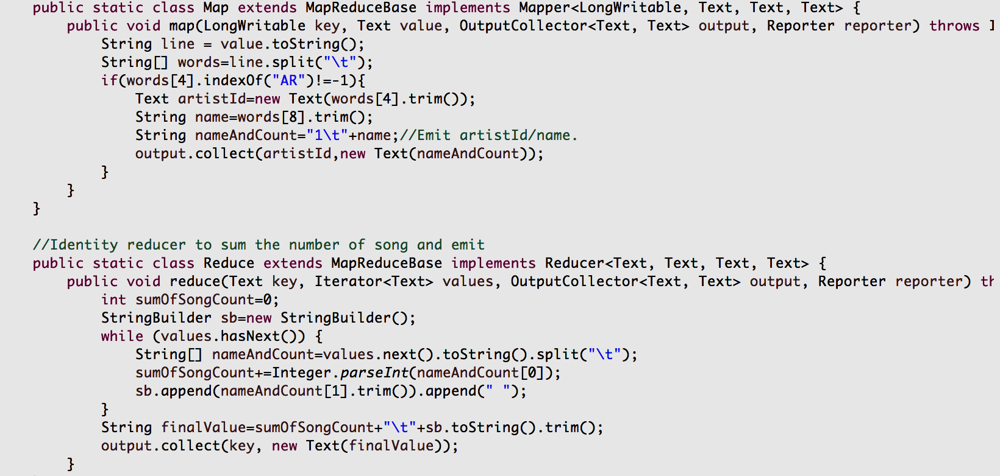 public static class Map extends MapReduceBase implements Mapper<LongWritable, Text, Text, Text> {
public void map(LongWritable key, Text value, OutputCollector<Text, Text> output, Reporter reporter) throws
String line = value.toString();
String[] words=line.split("\t");
if(words[4].indexOf("AR")!=-1){
Text artistId=new Text(words[4].trim());
String name=words[8].trim();
String nameAndCount="1\t"+name;//Emit artistId/name.
output.collect(artistId,new Text(nameAndCount));
}
}
}
//Identity reducer to sum the number of song and emit
public static class Reduce extends MapReduceBase implements Reducer<Text, Text, Text, Text> {
public void reduce(Text key, Iterator<Text> values, OutputCollector<Text, Text> output, Reporter reporter)
int sumOfSongCount=0;
StringBuilder sb=new StringBuilder();
while (values.hasNext()) {
String[] nameAndCount=values.next().toString().split("\t");
sumOfSongCount+=Integer.parseInt(nameAndCount[0]);
sb.append(nameAndCount[1].trim()).append(" ");
}
String finalValue=sumOfSongCount+"\t"+sb.toString().trim();
output.collect(key, new Text(finalValue));
}